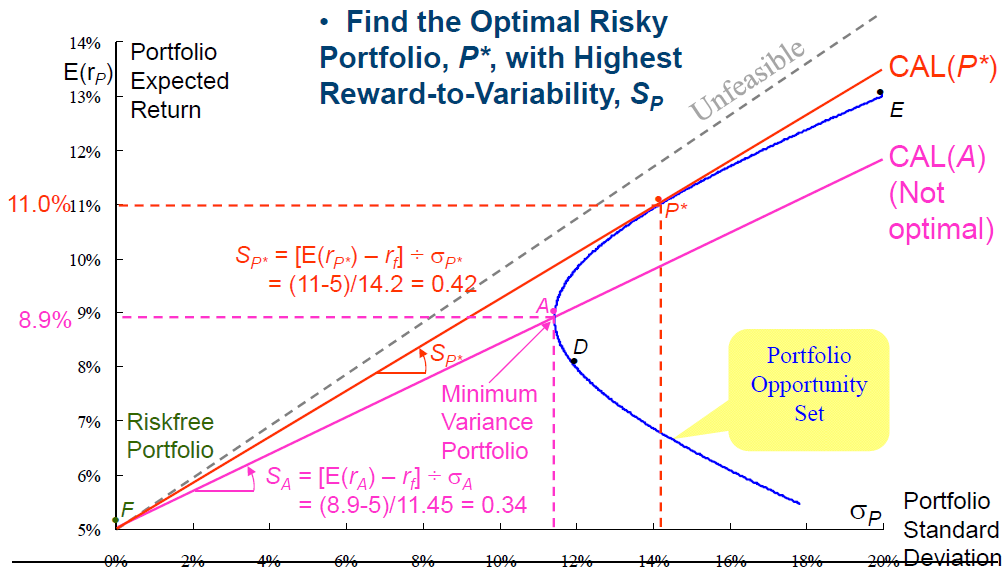 • Find the Optimal Risky
Portfolio, P*, with Highest
Reward-to-Variability, SP
14%
E(rP)
13%
12%
11%
10%
9%
8%
7%
6%
5%
Portfolio
Expected
Return
11.0%
8.9%
Unfeasible
CAL(P*)
E
CAL(A)
(Not
optimal)
P*
SP* = [E(rP*) – rf] ÷ σP*
= (11-5)/14.2 = 0.42
A
D
SP*
Minimum
Variance
Portfolio
Portfolio
Opportunity
Set
Riskfree
Portfolio
SA = [E(rA) – rf] ÷ σA
= (8.9-5)/11.45 = 0.34
F
σP
Portfolio
Standard
Deviation
0% 2% 4% 6% 8% 10% 12% 14% 16% 18% 20%